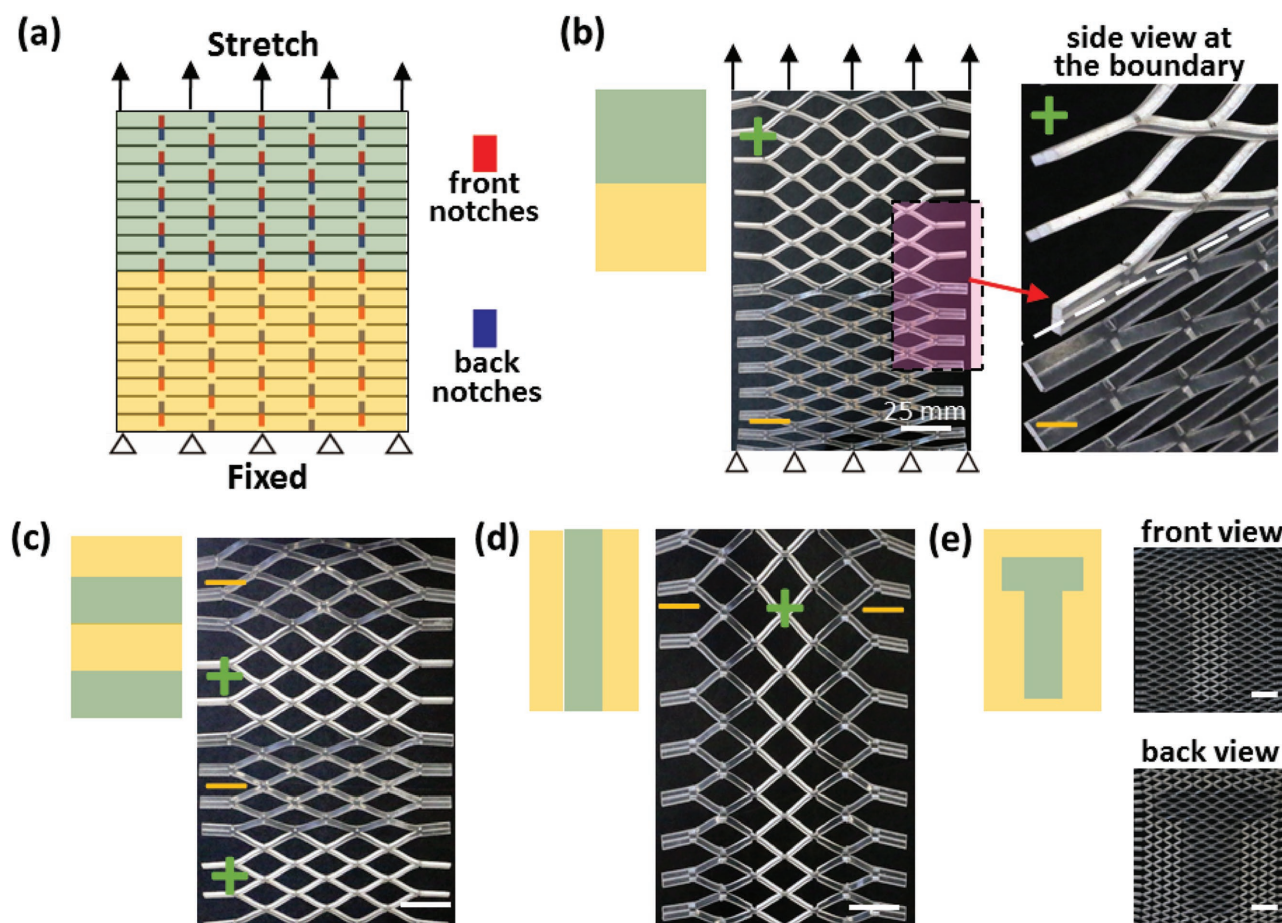 (a)
Stretch
front
notches
back
notches
Fixed
(b)
side view at
the boundary
+
+
25 mm
(c)
+
+
(d)
+
(e)
front view
back view